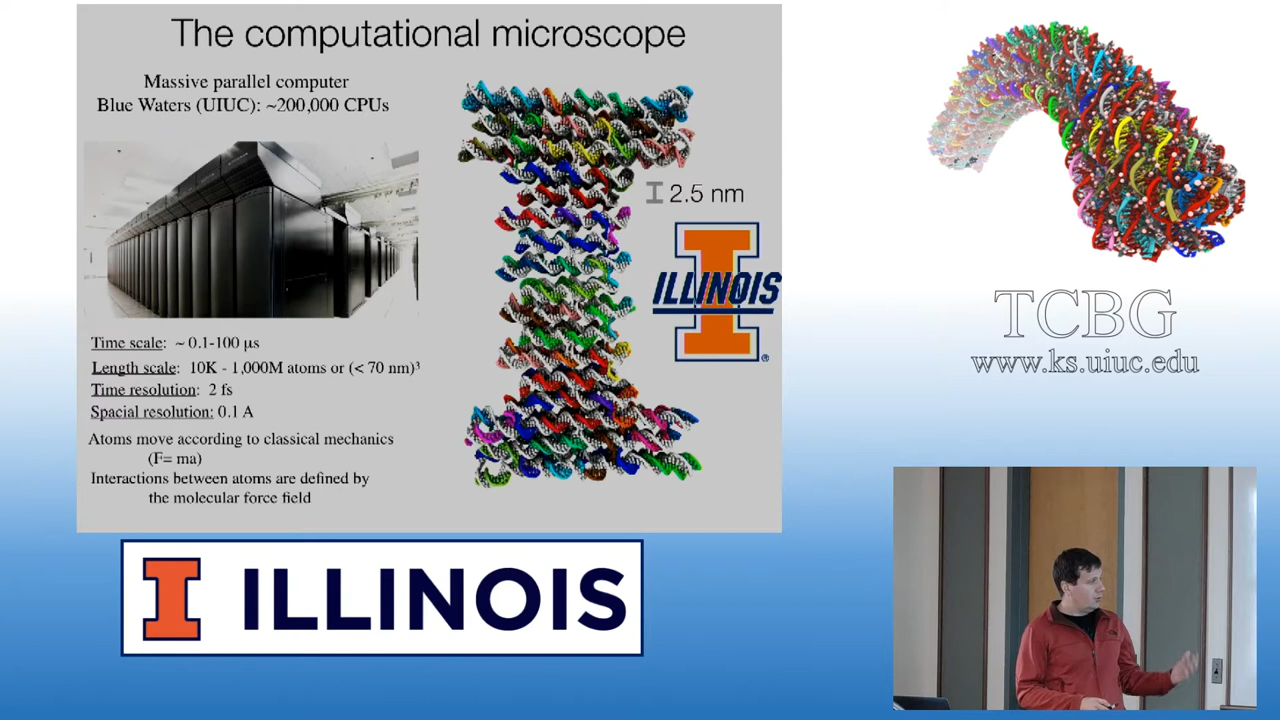 The computational microscope
Massive parallel computer
Blue Waters (UIUC): ~200,000 CPUs
2.5 nm
ILLINOIS
®
Time scale: ~ 0.1-100 μs
Length scale: 10K - 1,000M atoms or (< 70 nm)³
Time resolution: 2 fs
Spacial resolution: 0.1 A
Atoms move according to classical mechanics
(F= ma)
Interactions between atoms are defined by
the molecular force field
I ILLINOIS
TCBG
www.ks.uiuc.edu